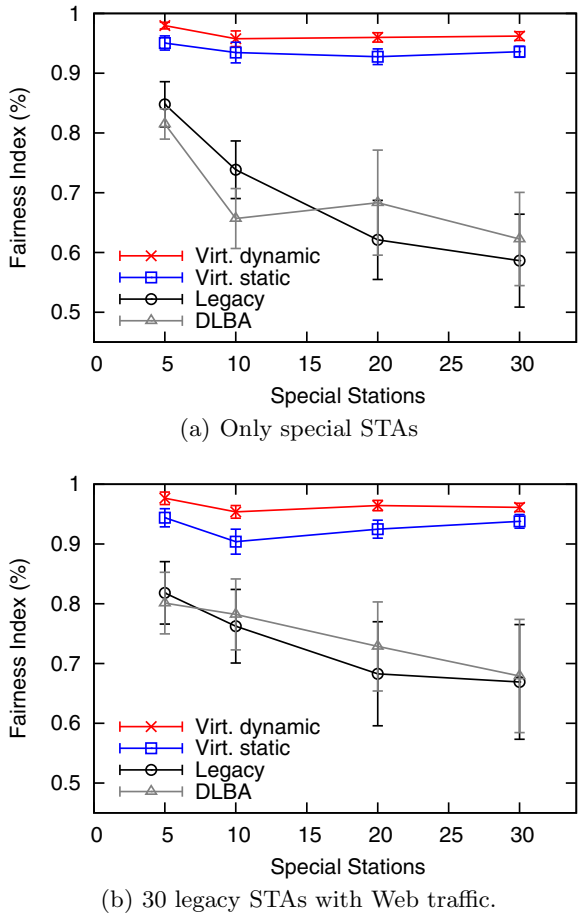 1
0.9
0.8
0.7
0.6
0.5
Fairness Index (%)
Virt. dynamic
Virt. static
Legacy
DLBA
0 5 10 15 20 25 30
Special Stations
(a) Only special STAs
1
0.9
0.8
0.7
0.6
0.5
Fairness Index (%)
Virt. dynamic
Virt. static
Legacy
DLBA
0 5 10 15 20 25 30
Special Stations
(b) 30 legacy STAs with Web traffic.